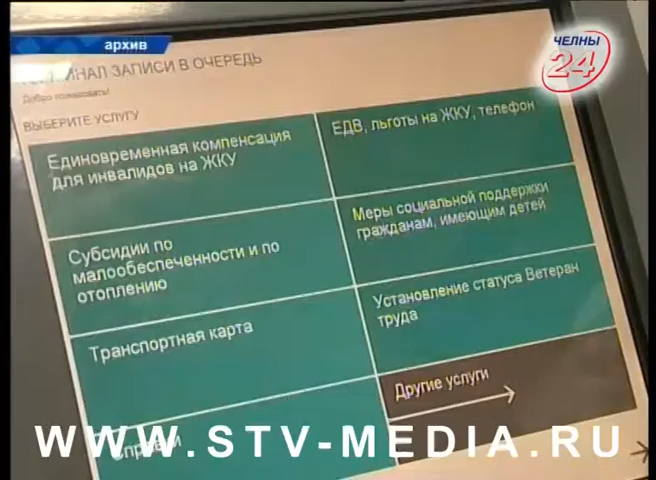 архив
ЧЕЛНЫ
24
ТЕРМИНАЛ ЗАПИСИ В ОЧЕРЕДЬ
Добро пожаловать!
ВЫБЕРИТЕ УСЛУГУ
Единовременная компенсация
для инвалидов на ЖКУ
ЕДВ, льготы на ЖКУ, телефон
Субсидии по
малообеспеченности и по
отоплению
Меры социальной поддержки
гражданам, имеющим детей
Транспортная карта
Установление статуса Ветеран
труда
Справки
Другие услуги
WWW.STV-MEDIA.RU